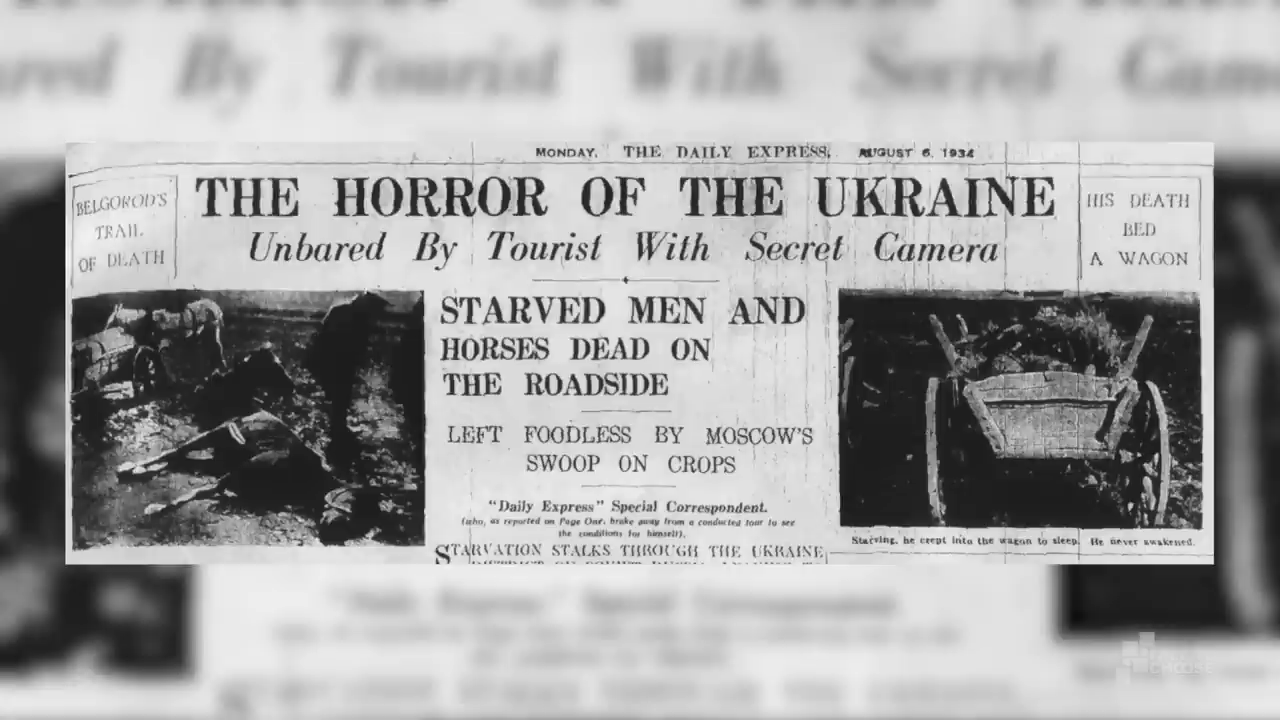 MONDAY, THE DAILY EXPRESS, AUGUST 6, 1934
BELGOROD'S
TRAIL
OF DEATH
THE HORROR OF THE UKRAINE
Unbared By Tourist With Secret Camera
HIS DEATH
BED
A WAGON
STARVED MEN AND
HORSES DEAD ON
THE ROADSIDE
LEFT FOODLESS BY MOSCOW'S
SWOOP ON CROPS
"Daily Express" Special Correspondent.
(who, as reported on Page One, broke away from a conducted tour to see
the conditions for himself).
STARVATION STALKS THROUGH THE UKRAINE
Starving, he crept into the wagon to sleep. He never awakened.